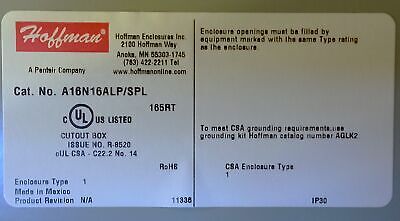 Hoffman
A Pentair Company
Hoffman Enclosures Inc
2100 Hoffman Way
Anoka, MN 55303-1745
(763) 422-2211 Tel
www.hoffmanonline.com
Cat. No. A16N16ALP/SPL
165RT
C UL US LISTED
CUTOUT BOX
ISSUE NO. R-8520
cUL CSA - C22.2 No. 14
RoHS
Enclosure Type 1
Made in Mexico
Product Revision N/A
11336
Enclosure openings must be filled by
equipment marked with the same Type rating
as the enclosure.
To meet CSA grounding requirements,use
grounding kit Hoffman catalog number AGLK2.
CSA Enclosure Type
1
IP30